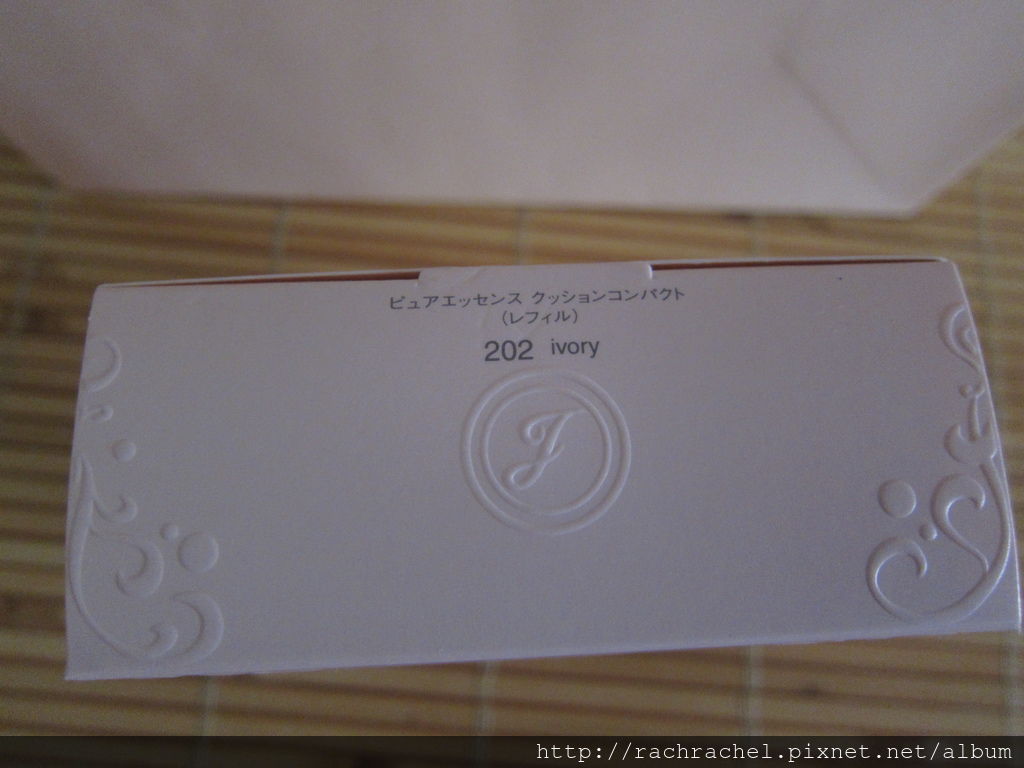 ピュアエッセンス クッションコンパクト
(レフィル)
202 ivory
J
http://rachrachel.pixnet.net/album